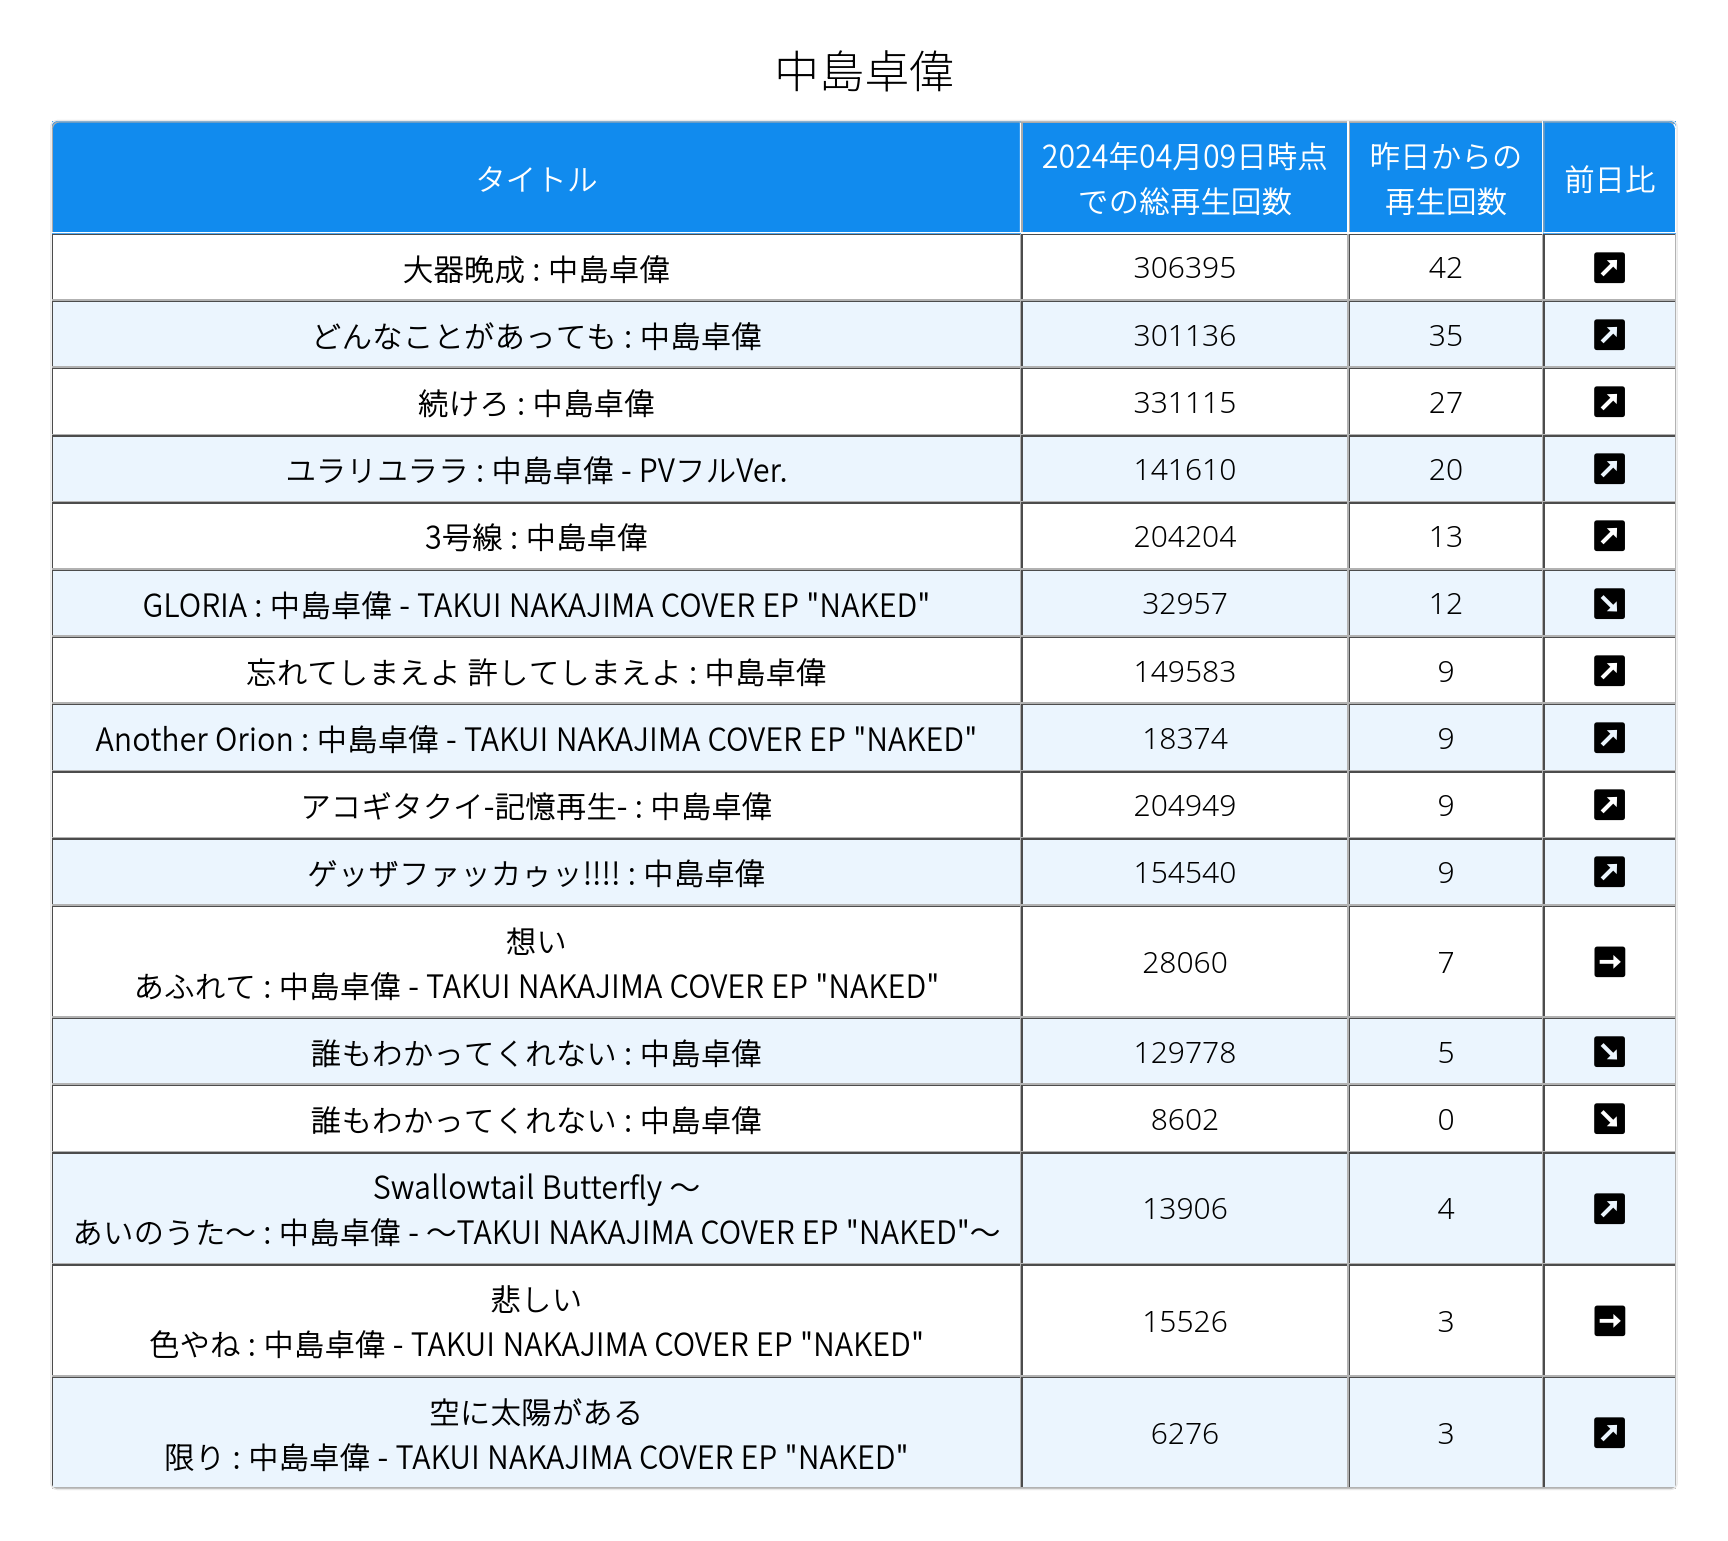 中島卓偉
タイトル
2024年04月09日時点
での総再生回数
昨日からの
再生回数
前日比
大器晩成 : 中島卓偉 306395 42
どんなことがあっても : 中島卓偉 301136 35
続けろ : 中島卓偉 331115 27
ユラリユララ : 中島卓偉 - PVフルVer. 141610 20
3号線 : 中島卓偉 204204 13
GLORIA : 中島卓偉 - TAKUI NAKAJIMA COVER EP "NAKED" 32957 12
忘れてしまえよ 許してしまえよ : 中島卓偉 149583 9
Another Orion : 中島卓偉 - TAKUI NAKAJIMA COVER EP "NAKED" 18374 9
アコギタクイ-記憶再生- : 中島卓偉 204949 9
ゲッザファッカゥッ!!!! : 中島卓偉 154540 9
想い
あふれて : 中島卓偉 - TAKUI NAKAJIMA COVER EP "NAKED" 28060 7
誰もわかってくれない : 中島卓偉 129778 5
誰もわかってくれない : 中島卓偉 8602 0
Swallowtail Butterfly ～
あいのうた～ : 中島卓偉 - ～TAKUI NAKAJIMA COVER EP "NAKED"～ 13906 4
悲しい
色やね : 中島卓偉 - TAKUI NAKAJIMA COVER EP "NAKED" 15526 3
空に太陽がある
限り : 中島卓偉 - TAKUI NAKAJIMA COVER EP "NAKED" 6276 3